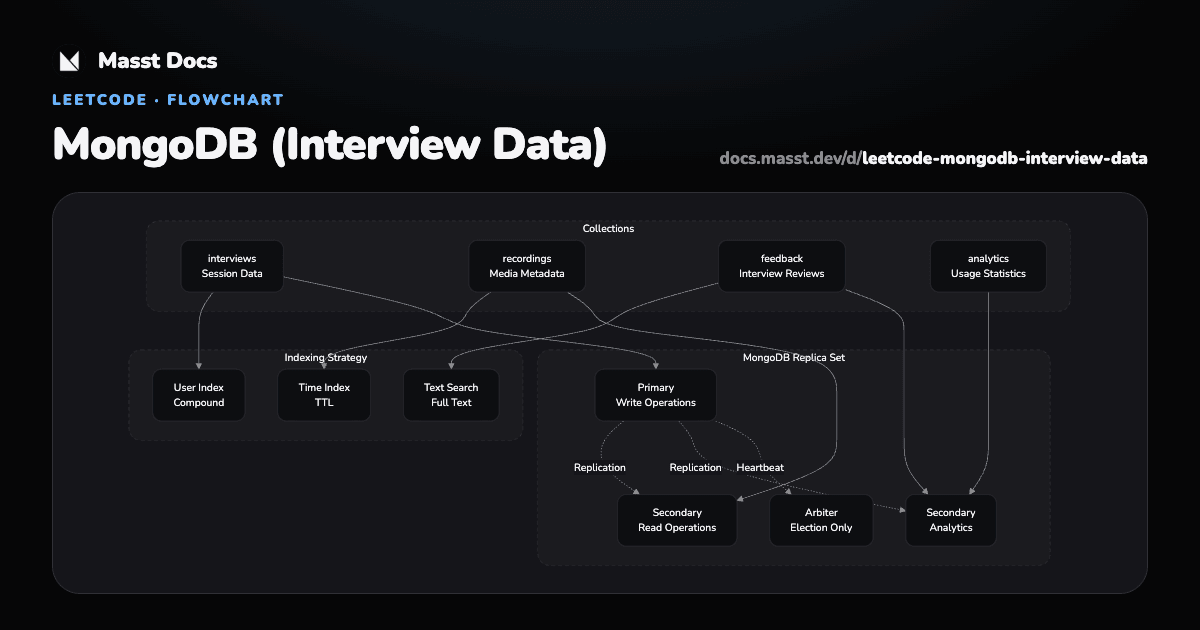 Masst Docs
LEETCODE · FLOWCHART
MongoDB (Interview Data)
docs.masst.dev/d/leetcode-mongodb-interview-data
Collections
interviews
Session Data
recordings
Media Metadata
feedback
Interview Reviews
analytics
Usage Statistics
Indexing Strategy
User Index
Compound
Time Index
TTL
Text Search
Full Text
MongoDB Replica Set
Primary
Write Operations
Replication
Replication
Heartbeat
Secondary
Read Operations
Arbiter
Election Only
Secondary
Analytics